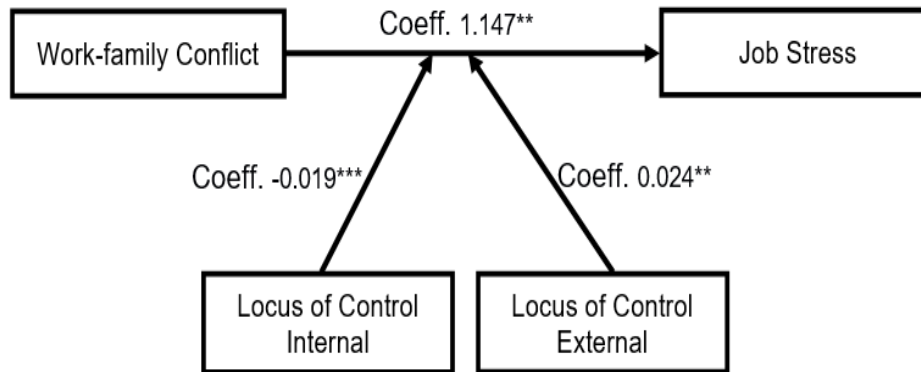 Coeff. 1.147**
Work-family Conflict
Job Stress
Coeff. -0.019***
Coeff. 0.024**
Locus of Control
Internal
Locus of Control
External